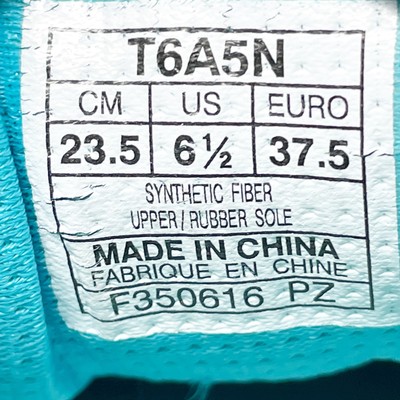 T6A5N
CM US EURO
23.5 6½ 37.5
SYNTHETIC FIBER
UPPER / RUBBER SOLE
MADE IN CHINA
FABRIQUE EN CHINE
F350616 PZ